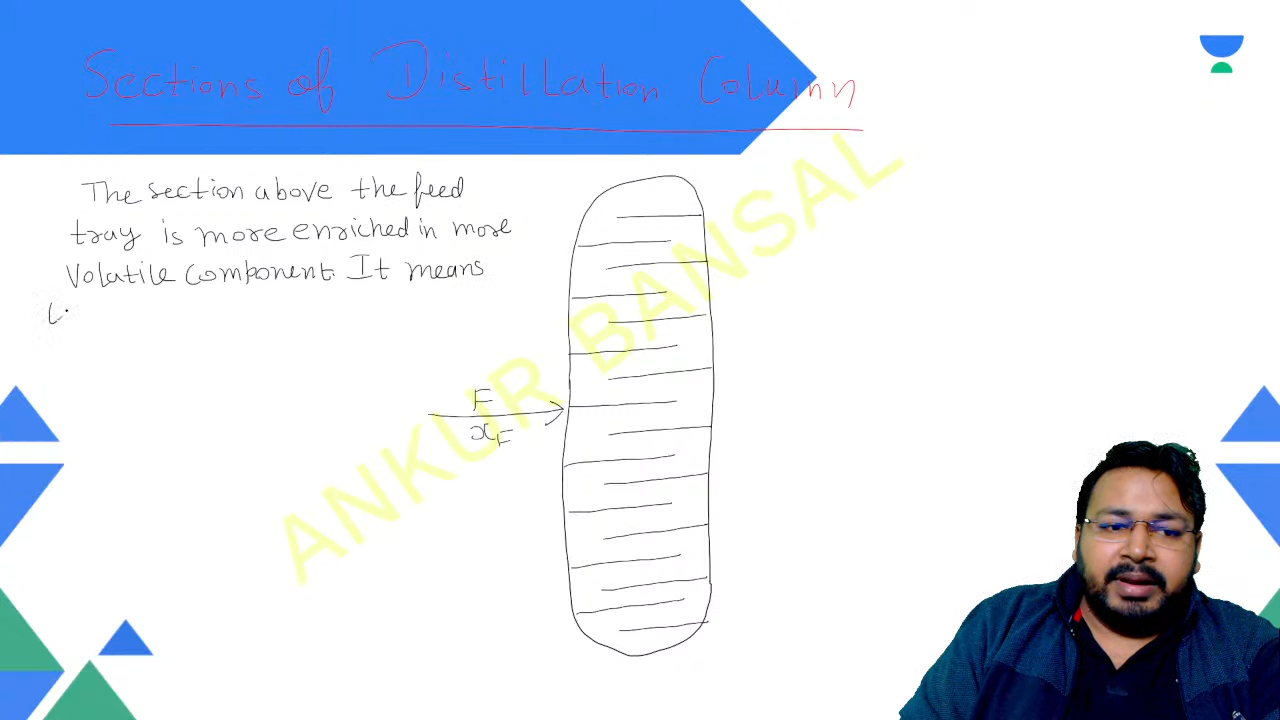 Sections of Distillation Column
The section above the feed
tray is more enriched in more
volatile component. It means
F
xF
ANKUR BANSAL